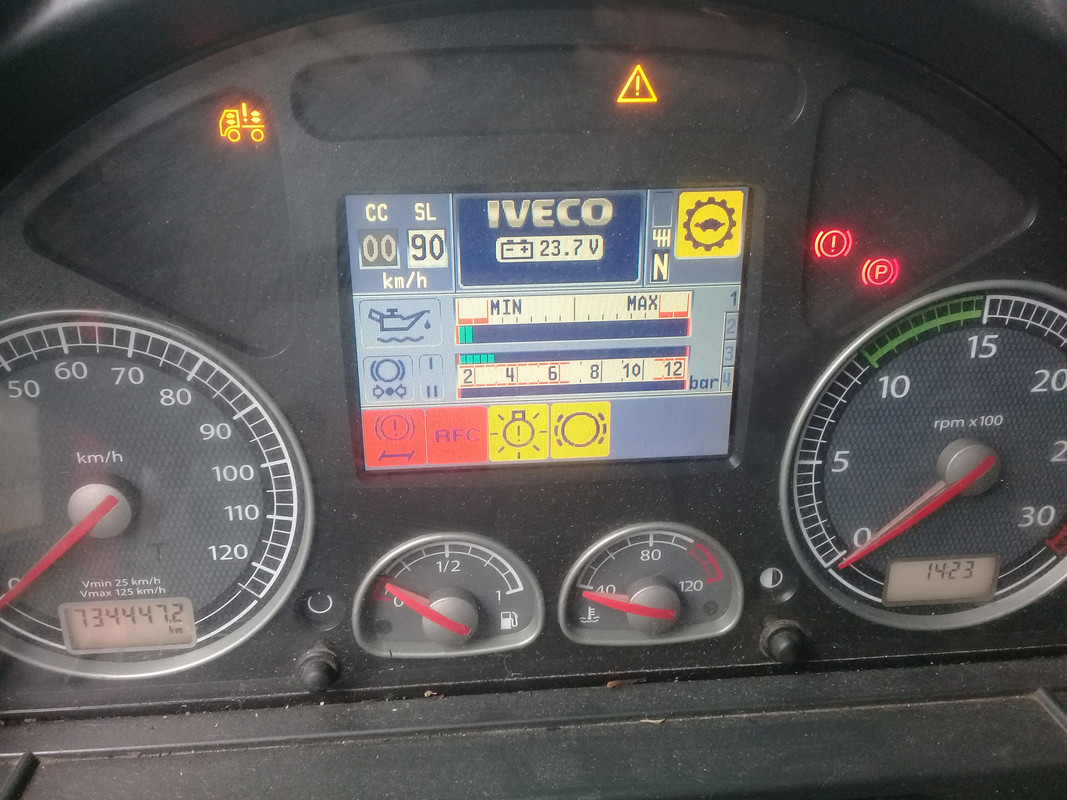 CC SL
00 90
km/h
IVECO
23.7 V
N
MIN MAX
1
2
3
4
I
II
2 4 6 8 10 12
bar
RFC
P
50 60 70 80 90 100 110 120
km/h
Vmin 25 km/h
Vmax 125 km/h
734447.2
km
0 1/2 1
40 80 120
0 5 10 15 20 2 30
rpm x100
14:23